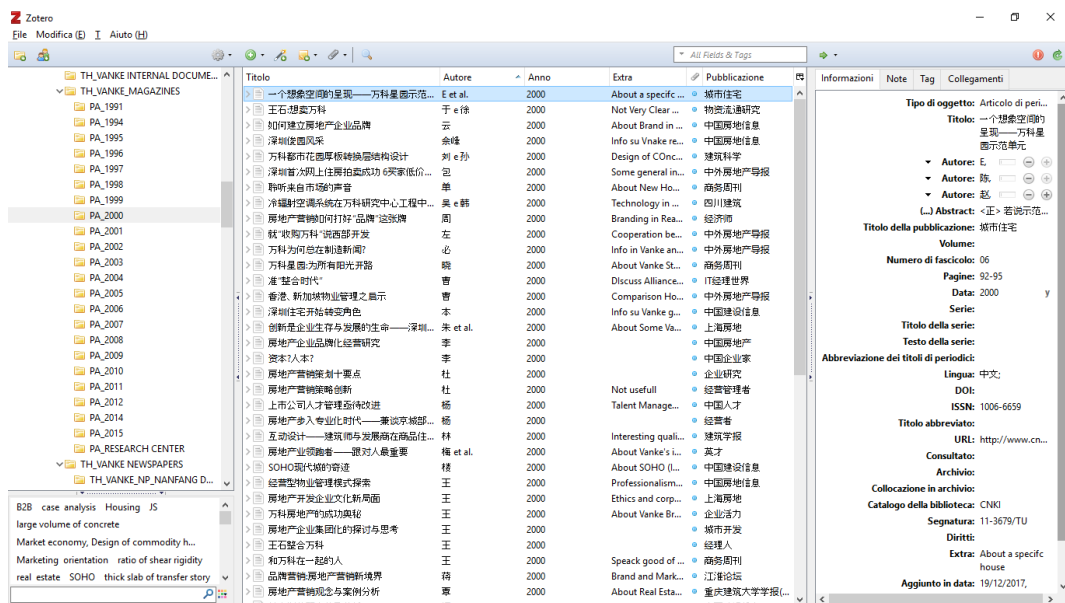 Zotero
File Modifica (E) T Aiuto (H)
All Fields & Tags
TH_VANKE INTERNAL DOCUME...
TH_VANKE_MAGAZINES
PA_1991
PA_1994
PA_1995
PA_1996
PA_1997
PA_1998
PA_1999
PA_2000
PA_2001
PA_2002
PA_2003
PA_2004
PA_2005
PA_2006
PA_2007
PA_2008
PA_2009
PA_2010
PA_2011
PA_2012
PA_2014
PA_2015
PA_RESEARCH CENTER
TH_VANKE NEWSPAPERS
TH_VANKE_NP_NANFANG D...
B2B case analysis Housing JS
large volume of concrete
Market economy, Design of commodity h...
Marketing orientation ratio of shear rigidity
real estate SOHO thick slab of transfer story
Titolo Autore Anno Extra Pubblicazione
一个想象空间的呈现——万科星园示范... E et al. 2000 About a specifc ... 城市住宅
王石:想卖万科 于 e 徐 2000 Not Very Clear ... 物资流通研究
如何建立房地产企业品牌 云 2000 About Brand in ... 中国房地信息
深圳俊园风采 余峰 2000 Info su Vnake re... 中国房地信息
万科都市花园厚板转换层结构设计 刘 e 孙 2000 Design of COnc... 建筑科学
深圳首次网上住房拍卖成功 6买家低价... 包 2000 Some general in... 中外房地产导报
聆听来自市场的声音 单 2000 About New Ho... 商务周刊
冷辐射空调系统在万科研究中心工程中... 吴 e 韩 2000 Technology in ... 四川建筑
房地产营销如何打好“品牌”这张牌 周 2000 Branding in Rea... 经济师
就“收购万科”说西部开发 左 2000 Cooperation be... 中外房地产导报
万科为何总在制造新闻? 必 2000 Info in Vanke an... 中外房地产导报
万科星园:为所有阳光开路 晓 2000 About Vanke St... 商务周刊
准“整合时代” 曹 2000 DIscuss Alliance... IT经理世界
香港、新加坡物业管理之启示 曹 2000 Comparison Ho... 中外房地产导报
深圳住宅开始转变角色 本 2000 Info su Vanke g... 中国建设信息
创新是企业生存与发展的生命——深圳... 朱 et al. 2000 About Some Va... 上海房地
房地产企业品牌化经营研究 李 2000 中国房地产
资本?人本? 李 2000 中国企业家
房地产营销策划十要点 杜 2000 企业研究
房地产营销策略创新 杜 2000 Not usefull 经营管理者
上市公司人才管理亟待改进 杨 2000 Talent Manage... 中国人才
房地产步入专业化时代——兼谈京城部... 杨 2000 经营者
互动设计——建筑师与发展商在商品住... 林 2000 Interesting quali... 建筑学报
房地产业领跑者——跟对人最重要 梅 et al. 2000 About Vanke's i... 英才
SOHO现代城的奇迹 楼 2000 About SOHO (I... 中国建设信息
经营型物业管理模式探索 王 2000 Professionalism... 中国房地信息
房地产开发企业文化新局面 王 2000 Ethics and corp... 上海房地
万科房地产的成功奥秘 王 2000 About Vanke Br... 企业活力
房地产企业集团化的探讨与思考 王 2000 城市开发
王石整合万科 王 2000 经理人
和万科在一起的人 王 2000 Speack good of ... 商务周刊
品牌营销:房地产营销新境界 蒋 2000 Brand and Mark... 江淮论坛
房地产营销观念与案例分析 覃 2000 About Real Esta... 重庆建筑大学学报(...
Informazioni Note Tag Collegamenti
Tipo di oggetto: Articolo di peri...
Titolo: 一个想象空间的
呈现——万科星
园示范单元
Autore: E,
Autore: 陈,
Autore: 赵,
(...) Abstract: <正> 若说示范...
Titolo della pubblicazione: 城市住宅
Volume:
Numero di fascicolo: 06
Pagine: 92-95
Data: 2000 y
Serie:
Titolo della serie:
Testo della serie:
Abbreviazione dei titoli di periodici:
Lingua: 中文;
DOI:
ISSN: 1006-6659
Titolo abbreviato:
URL: http://www.cn...
Consultato:
Archivio:
Collocazione in archivio:
Catalogo della biblioteca: CNKI
Segnatura: 11-3679/TU
Diritti:
Extra: About a specifc
house
Aggiunto in data: 19/12/2017,